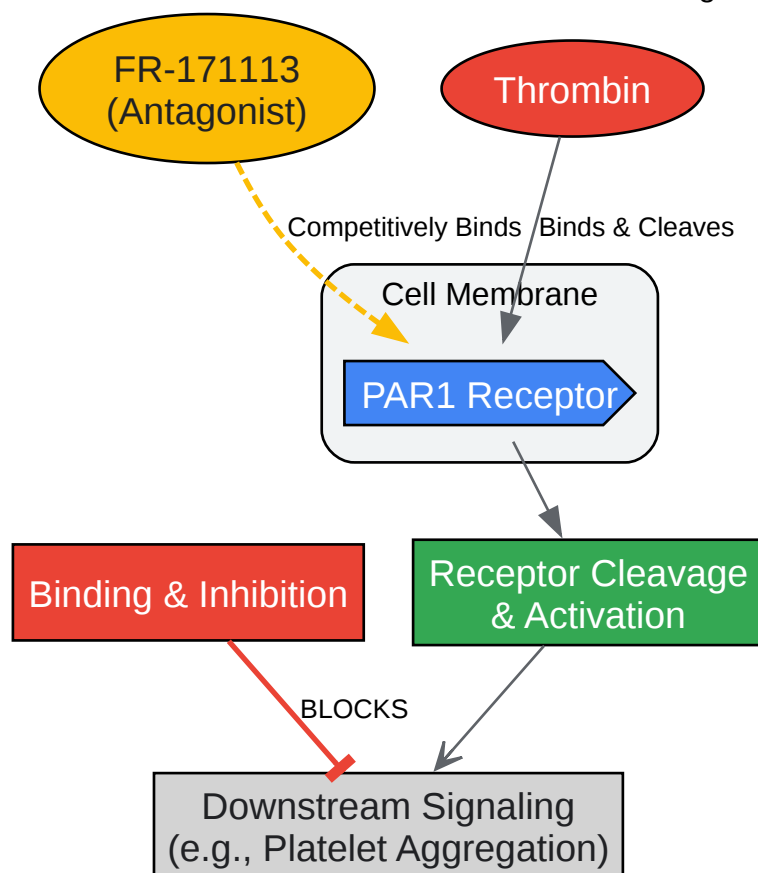 FR-171113
(Antagonist)
Thrombin
Competitively Binds
Binds & Cleaves
Cell Membrane
PAR1 Receptor
Binding & Inhibition
Receptor Cleavage
& Activation
BLOCKS
Downstream Signaling
(e.g., Platelet Aggregation)